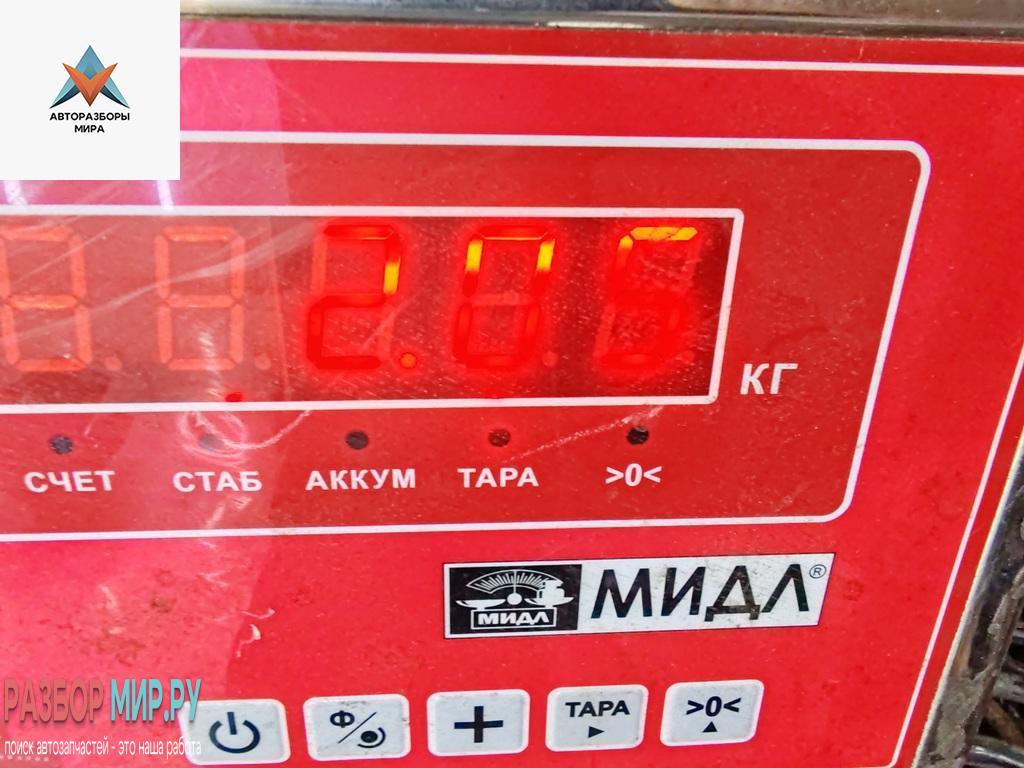 АВТОРАЗБОРЫ
МИРА
2.05
КГ
СЧЕТ СТАБ АККУМ ТАРА >0<
МИДЛ МИДЛ®
РАЗБОР МИР.РУ
поиск автозапчастей - это наша работа
Ф/ + ТАРА >0<